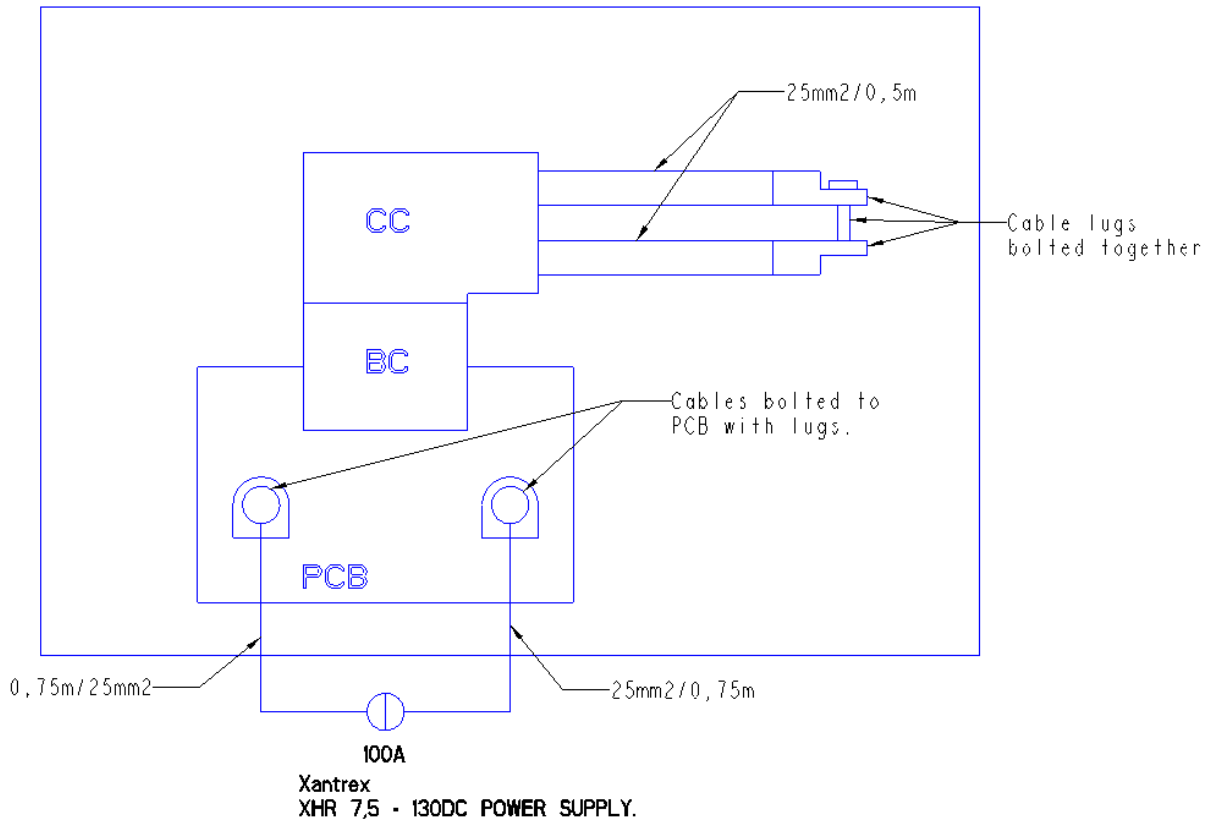 25mm2/0,5m
CC
Cable lugs
bolted together
BC
Cables bolted to
PCB with lugs.
PCB
0,75m/25mm2
25mm2/0,75m
100A
Xantrex
XHR 7,5 - 130DC POWER SUPPLY.